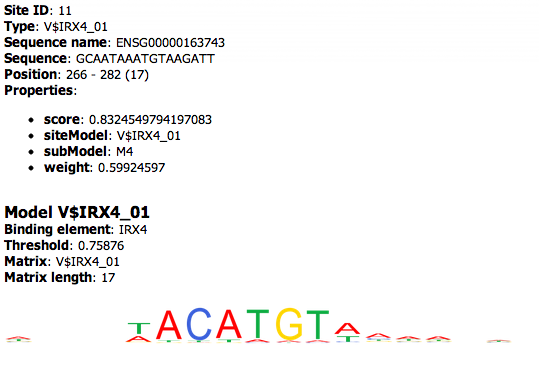 Site ID: 11
Type: V$IRX4_01
Sequence name: ENSG00000163743
Sequence: GCAATAAATGTAAGATT
Position: 266 - 282 (17)
Properties:
score: 0.8324549794197083
siteModel: V$IRX4_01
subModel: M4
weight: 0.59924597
Model V$IRX4_01
Binding element: IRX4
Threshold: 0.75876
Matrix: V$IRX4_01
Matrix length: 17
TACATGTA